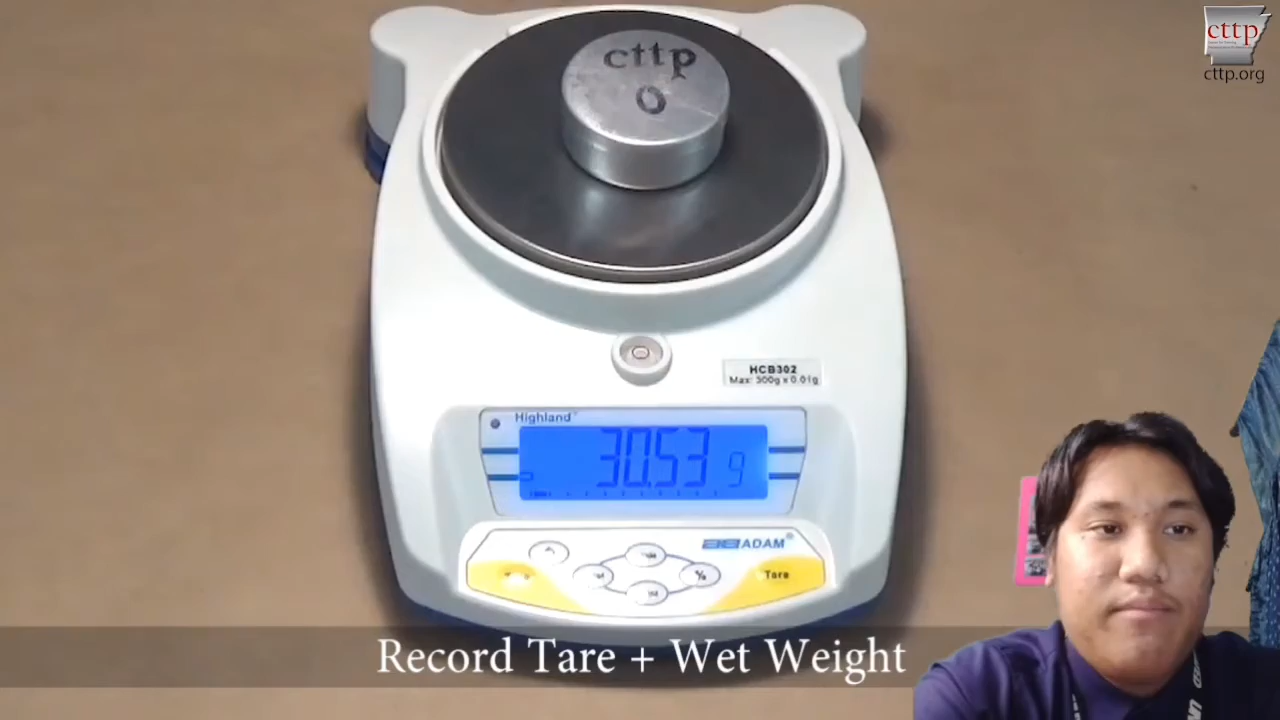 cttp
0
cttp
cttp.org
HCB302
Max: 300g x 0.01g
Highland
30.53 g
ADAM®
%
Tare
Record Tare + Wet Weight